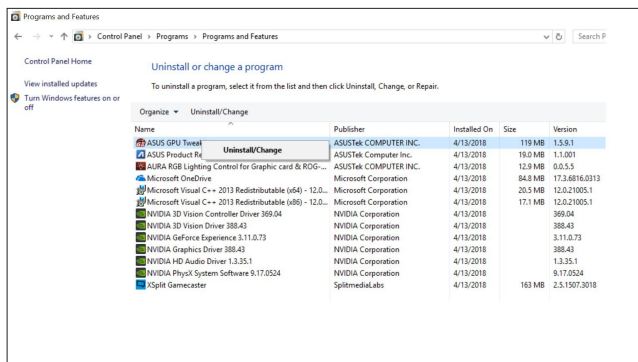 Programs and Features
Control Panel > Programs > Programs and Features
Search P
Control Panel Home
View installed updates
Turn Windows features on or
off
Uninstall or change a program
To uninstall a program, select it from the list and then click Uninstall, Change, or Repair.
Organize Uninstall/Change
Name Publisher Installed On Size Version
ASUS GPU Tweak ASUSTek COMPUTER INC. 4/13/2018 119 MB 1.5.9.1
Uninstall/Change
ASUS Product Re ASUSTek Computer Inc. 4/13/2018 19.0 MB 1.1.001
AURA RGB Lighting Control for Graphic card & ROG-... ASUSTek COMPUTER INC. 4/13/2018 12.9 MB 0.0.5.5
Microsoft OneDrive Microsoft Corporation 4/13/2018 84.8 MB 17.3.6816.0313
Microsoft Visual C++ 2013 Redistributable (x64) - 12.0... Microsoft Corporation 4/13/2018 20.5 MB 12.0.21005.1
Microsoft Visual C++ 2013 Redistributable (x86) - 12.0... Microsoft Corporation 4/13/2018 17.1 MB 12.0.21005.1
NVIDIA 3D Vision Controller Driver 369.04 NVIDIA Corporation 4/13/2018 369.04
NVIDIA 3D Vision Driver 388.43 NVIDIA Corporation 4/13/2018 388.43
NVIDIA GeForce Experience 3.11.0.73 NVIDIA Corporation 4/13/2018 3.11.0.73
NVIDIA Graphics Driver 388.43 NVIDIA Corporation 4/13/2018 388.43
NVIDIA HD Audio Driver 1.3.35.1 NVIDIA Corporation 4/13/2018 1.3.35.1
NVIDIA PhysX System Software 9.17.0524 NVIDIA Corporation 4/13/2018 9.17.0524
XSplit Gamecaster SplitmediaLabs 4/13/2018 163 MB 2.5.1507.3018